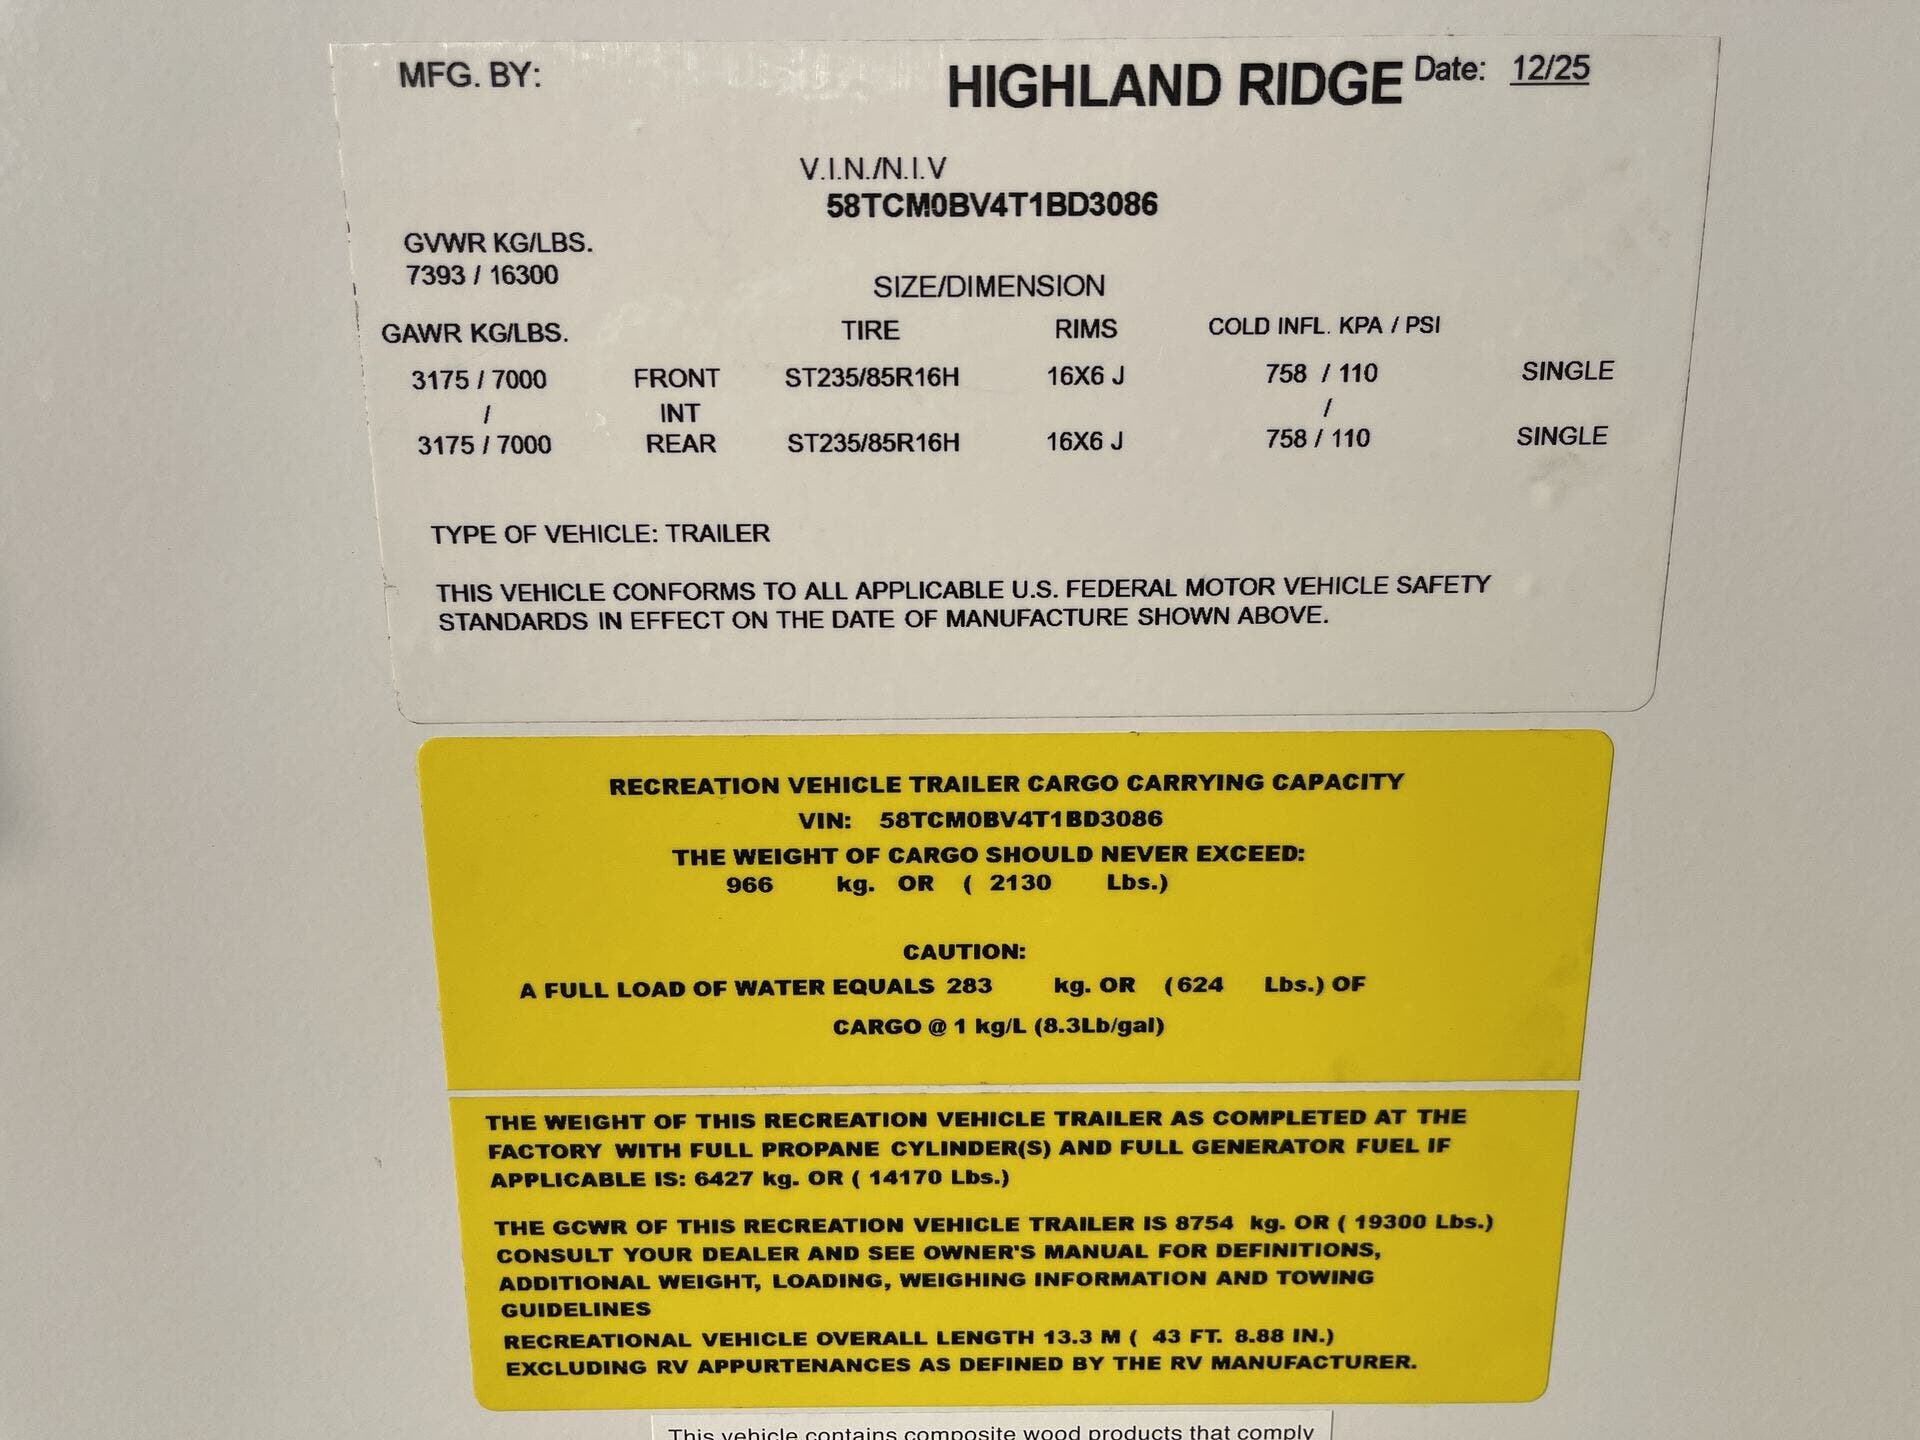 MFG. BY: HIGHLAND RIDGE Date: 12/25
V.I.N./N.I.V
58TCM0BV4T1BD3086
GVWR KG/LBS.
7393 / 16300
SIZE/DIMENSION
GAWR KG/LBS. TIRE RIMS COLD INFL. KPA / PSI
3175 / 7000 FRONT ST235/85R16H 16X6 J 758 / 110 SINGLE
/ INT /
3175 / 7000 REAR ST235/85R16H 16X6 J 758 / 110 SINGLE
TYPE OF VEHICLE: TRAILER
THIS VEHICLE CONFORMS TO ALL APPLICABLE U.S. FEDERAL MOTOR VEHICLE SAFETY
STANDARDS IN EFFECT ON THE DATE OF MANUFACTURE SHOWN ABOVE.
RECREATION VEHICLE TRAILER CARGO CARRYING CAPACITY
VIN: 58TCM0BV4T1BD3086
THE WEIGHT OF CARGO SHOULD NEVER EXCEED:
966 kg. OR ( 2130 Lbs.)
CAUTION:
A FULL LOAD OF WATER EQUALS 283 kg. OR (624 Lbs.) OF
CARGO @ 1 kg/L (8.3Lb/gal)
THE WEIGHT OF THIS RECREATION VEHICLE TRAILER AS COMPLETED AT THE
FACTORY WITH FULL PROPANE CYLINDER(S) AND FULL GENERATOR FUEL IF
APPLICABLE IS: 6427 kg. OR ( 14170 Lbs.)
THE GCWR OF THIS RECREATION VEHICLE TRAILER IS 8754 kg. OR ( 19300 Lbs.)
CONSULT YOUR DEALER AND SEE OWNER'S MANUAL FOR DEFINITIONS,
ADDITIONAL WEIGHT, LOADING, WEIGHING INFORMATION AND TOWING
GUIDELINES
RECREATIONAL VEHICLE OVERALL LENGTH 13.3 M ( 43 FT. 8.88 IN.)
EXCLUDING RV APPURTENANCES AS DEFINED BY THE RV MANUFACTURER.
This vehicle contains composite wood products that comply